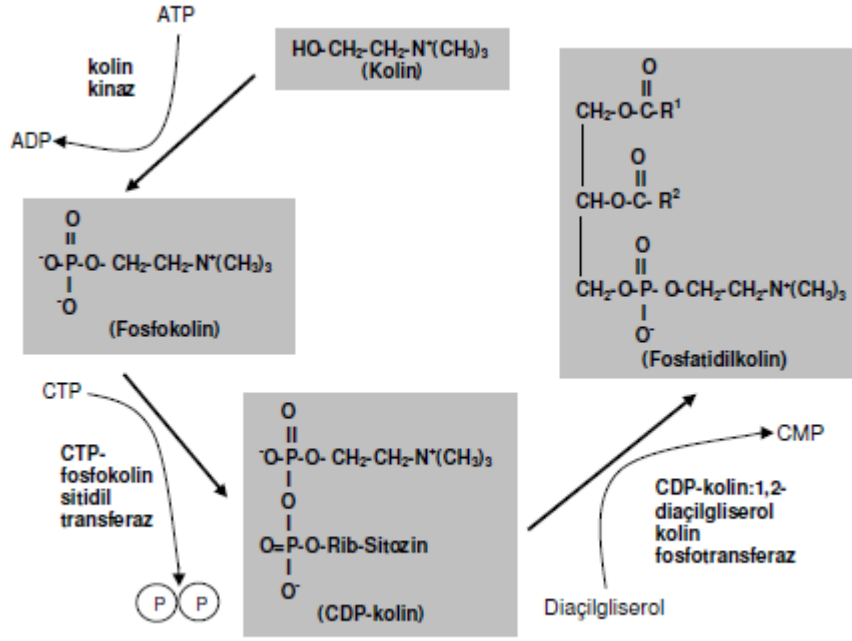 ATP
kolin
kinaz
ADP
HO-CH₂-CH₂-N⁺(CH₃)₃
(Kolin)
O
||
⁻O-P-O- CH₂-CH₂-N⁺(CH₃)₃
|
⁻O
(Fosfokolin)
CTP
CTP-
fosfokolin
sitidil
transferaz
P P
O
||
⁻O-P-O- CH₂-CH₂-N⁺(CH₃)₃
|
O
|
O=P-O-Rib-Sitozin
|
O⁻
(CDP-kolin)
CDP-kolin:1,2-
diaçilgliserol
kolin
fosfotransferaz
Diaçilgliserol
CMP
O
||
CH₂-O-C-R¹
O
||
CH-O-C- R²
O
||
CH₂-O-P- O-CH₂-CH₂-N⁺(CH₃)₃
|
O⁻
(Fosfatidilkolin)